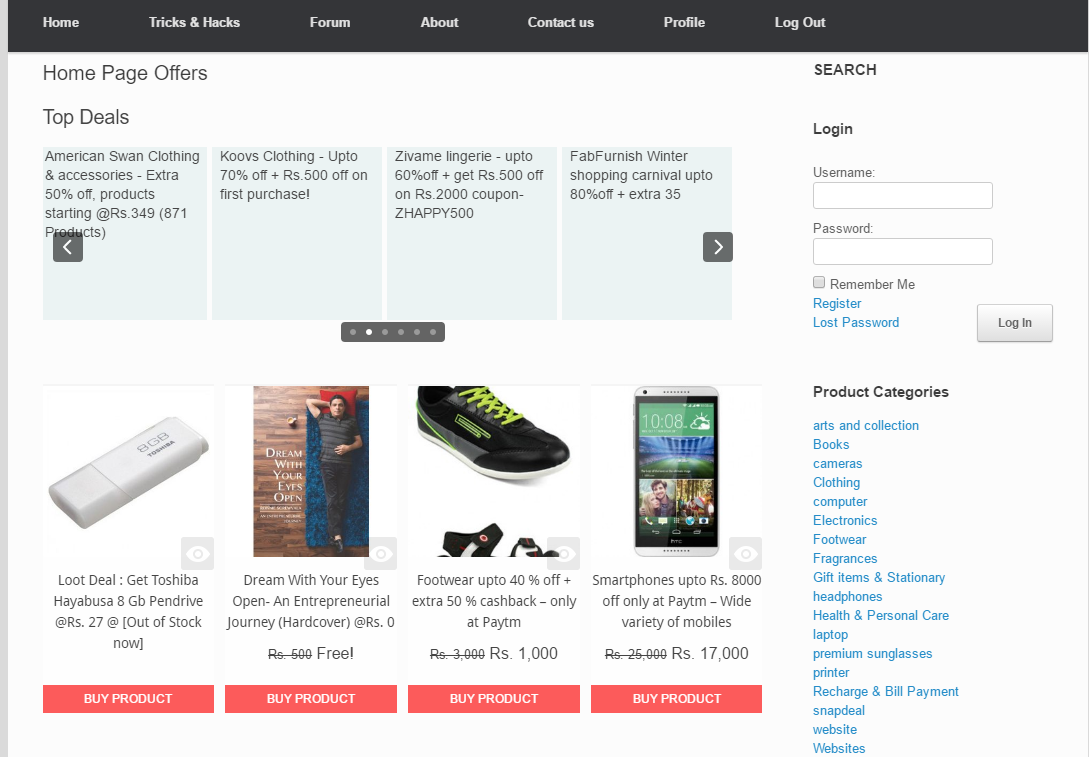 Home Tricks & Hacks Forum About Contact us Profile Log Out
Home Page Offers
Top Deals
American Swan Clothing
& accessories - Extra
50% off, products
starting @Rs.349 (871
Products)
Koovs Clothing - Upto
70% off + Rs.500 off on
first purchase!
Zivame lingerie - upto
60%off + get Rs.500 off
on Rs.2000 coupon-
ZHAPPY500
FabFurnish Winter
shopping carnival upto
80%off + extra 35
8GB
TOSHIBA
Loot Deal : Get Toshiba
Hayabusa 8 Gb Pendrive
@Rs. 27 @ [Out of Stock
now]
BUY PRODUCT
DREAM
WITH
YOUR
EYES
OPEN
Dream With Your Eyes
Open- An Entrepreneurial
Journey (Hardcover) @Rs. 0
Rs. 500 Free!
BUY PRODUCT
Footwear upto 40 % off +
extra 50 % cashback – only
at Paytm
Rs. 3,000 Rs. 1,000
BUY PRODUCT
10:08
hTC
Smartphones upto Rs. 8000
off only at Paytm – Wide
variety of mobiles
Rs. 25,000 Rs. 17,000
BUY PRODUCT
SEARCH
Login
Username:
Password:
Remember Me
Register
Lost Password
Log In
Product Categories
arts and collection
Books
cameras
Clothing
computer
Electronics
Footwear
Fragrances
Gift items & Stationary
headphones
Health & Personal Care
laptop
premium sunglasses
printer
Recharge & Bill Payment
snapdeal
website
Websites